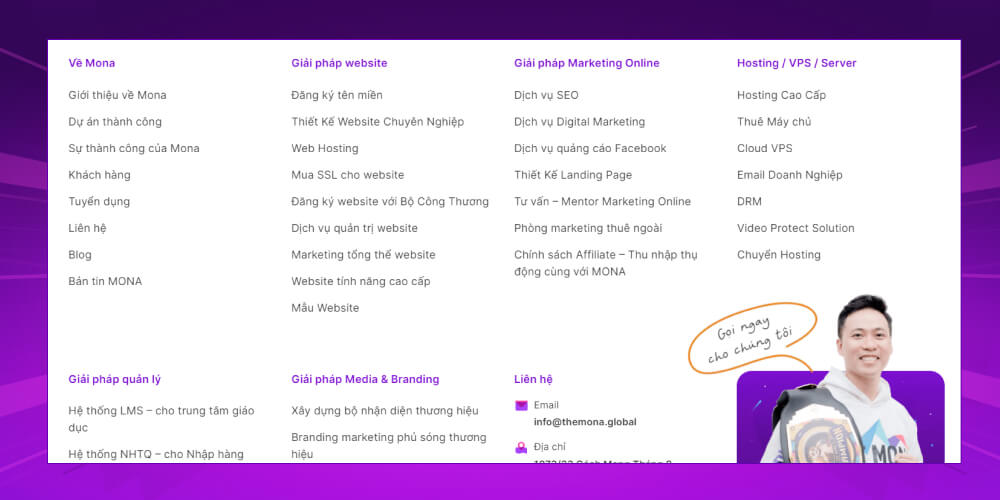 Về Mona
Giới thiệu về Mona
Dự án thành công
Sự thành công của Mona
Khách hàng
Tuyển dụng
Liên hệ
Blog
Bản tin MONA
Giải pháp website
Đăng ký tên miền
Thiết Kế Website Chuyên Nghiệp
Web Hosting
Mua SSL cho website
Đăng ký website với Bộ Công Thương
Dịch vụ quản trị website
Marketing tổng thể website
Website tính năng cao cấp
Mẫu Website
Giải pháp Marketing Online
Dịch vụ SEO
Dịch vụ Digital Marketing
Dịch vụ quảng cáo Facebook
Thiết Kế Landing Page
Tư vấn – Mentor Marketing Online
Phòng marketing thuê ngoài
Chính sách Affiliate – Thu nhập thụ
động cùng với MONA
Hosting / VPS / Server
Hosting Cao Cấp
Thuê Máy chủ
Cloud VPS
Email Doanh Nghiệp
DRM
Video Protect Solution
Chuyển Hosting
Giải pháp quản lý
Hệ thống LMS – cho trung tâm giáo
dục
Hệ thống NHTQ – cho Nhập hàng
Giải pháp Media & Branding
Xây dựng bộ nhận diện thương hiệu
Branding marketing phủ sóng thương
hiệu
Liên hệ
Email
info@themona.global
Địa chỉ
1073/23 Cách Mạng Tháng 8
Gọi ngay
cho chúng tôi
MONA